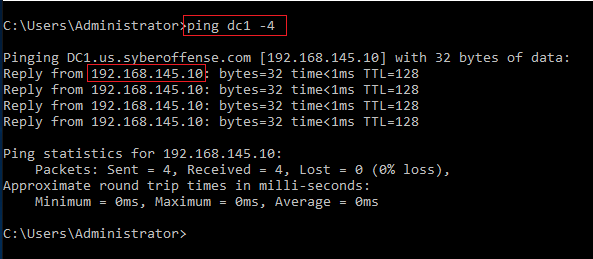 C:\Users\Administrator>ping dc1 -4
Pinging DC1.us.syberoffense.com [192.168.145.10] with 32 bytes of data:
Reply from 192.168.145.10: bytes=32 time<1ms TTL=128
Reply from 192.168.145.10: bytes=32 time<1ms TTL=128
Reply from 192.168.145.10: bytes=32 time<1ms TTL=128
Reply from 192.168.145.10: bytes=32 time<1ms TTL=128
Ping statistics for 192.168.145.10:
    Packets: Sent = 4, Received = 4, Lost = 0 (0% loss),
Approximate round trip times in milli-seconds:
    Minimum = 0ms, Maximum = 0ms, Average = 0ms
C:\Users\Administrator>